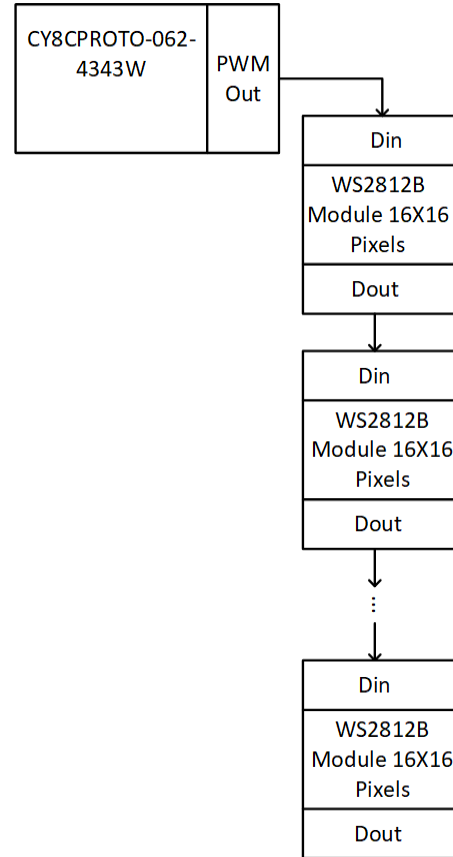 CY8CPROTO-062-
4343W
PWM
Out
Din
WS2812B
Module 16X16
Pixels
Dout
Din
WS2812B
Module 16X16
Pixels
Dout
...
Din
WS2812B
Module 16X16
Pixels
Dout